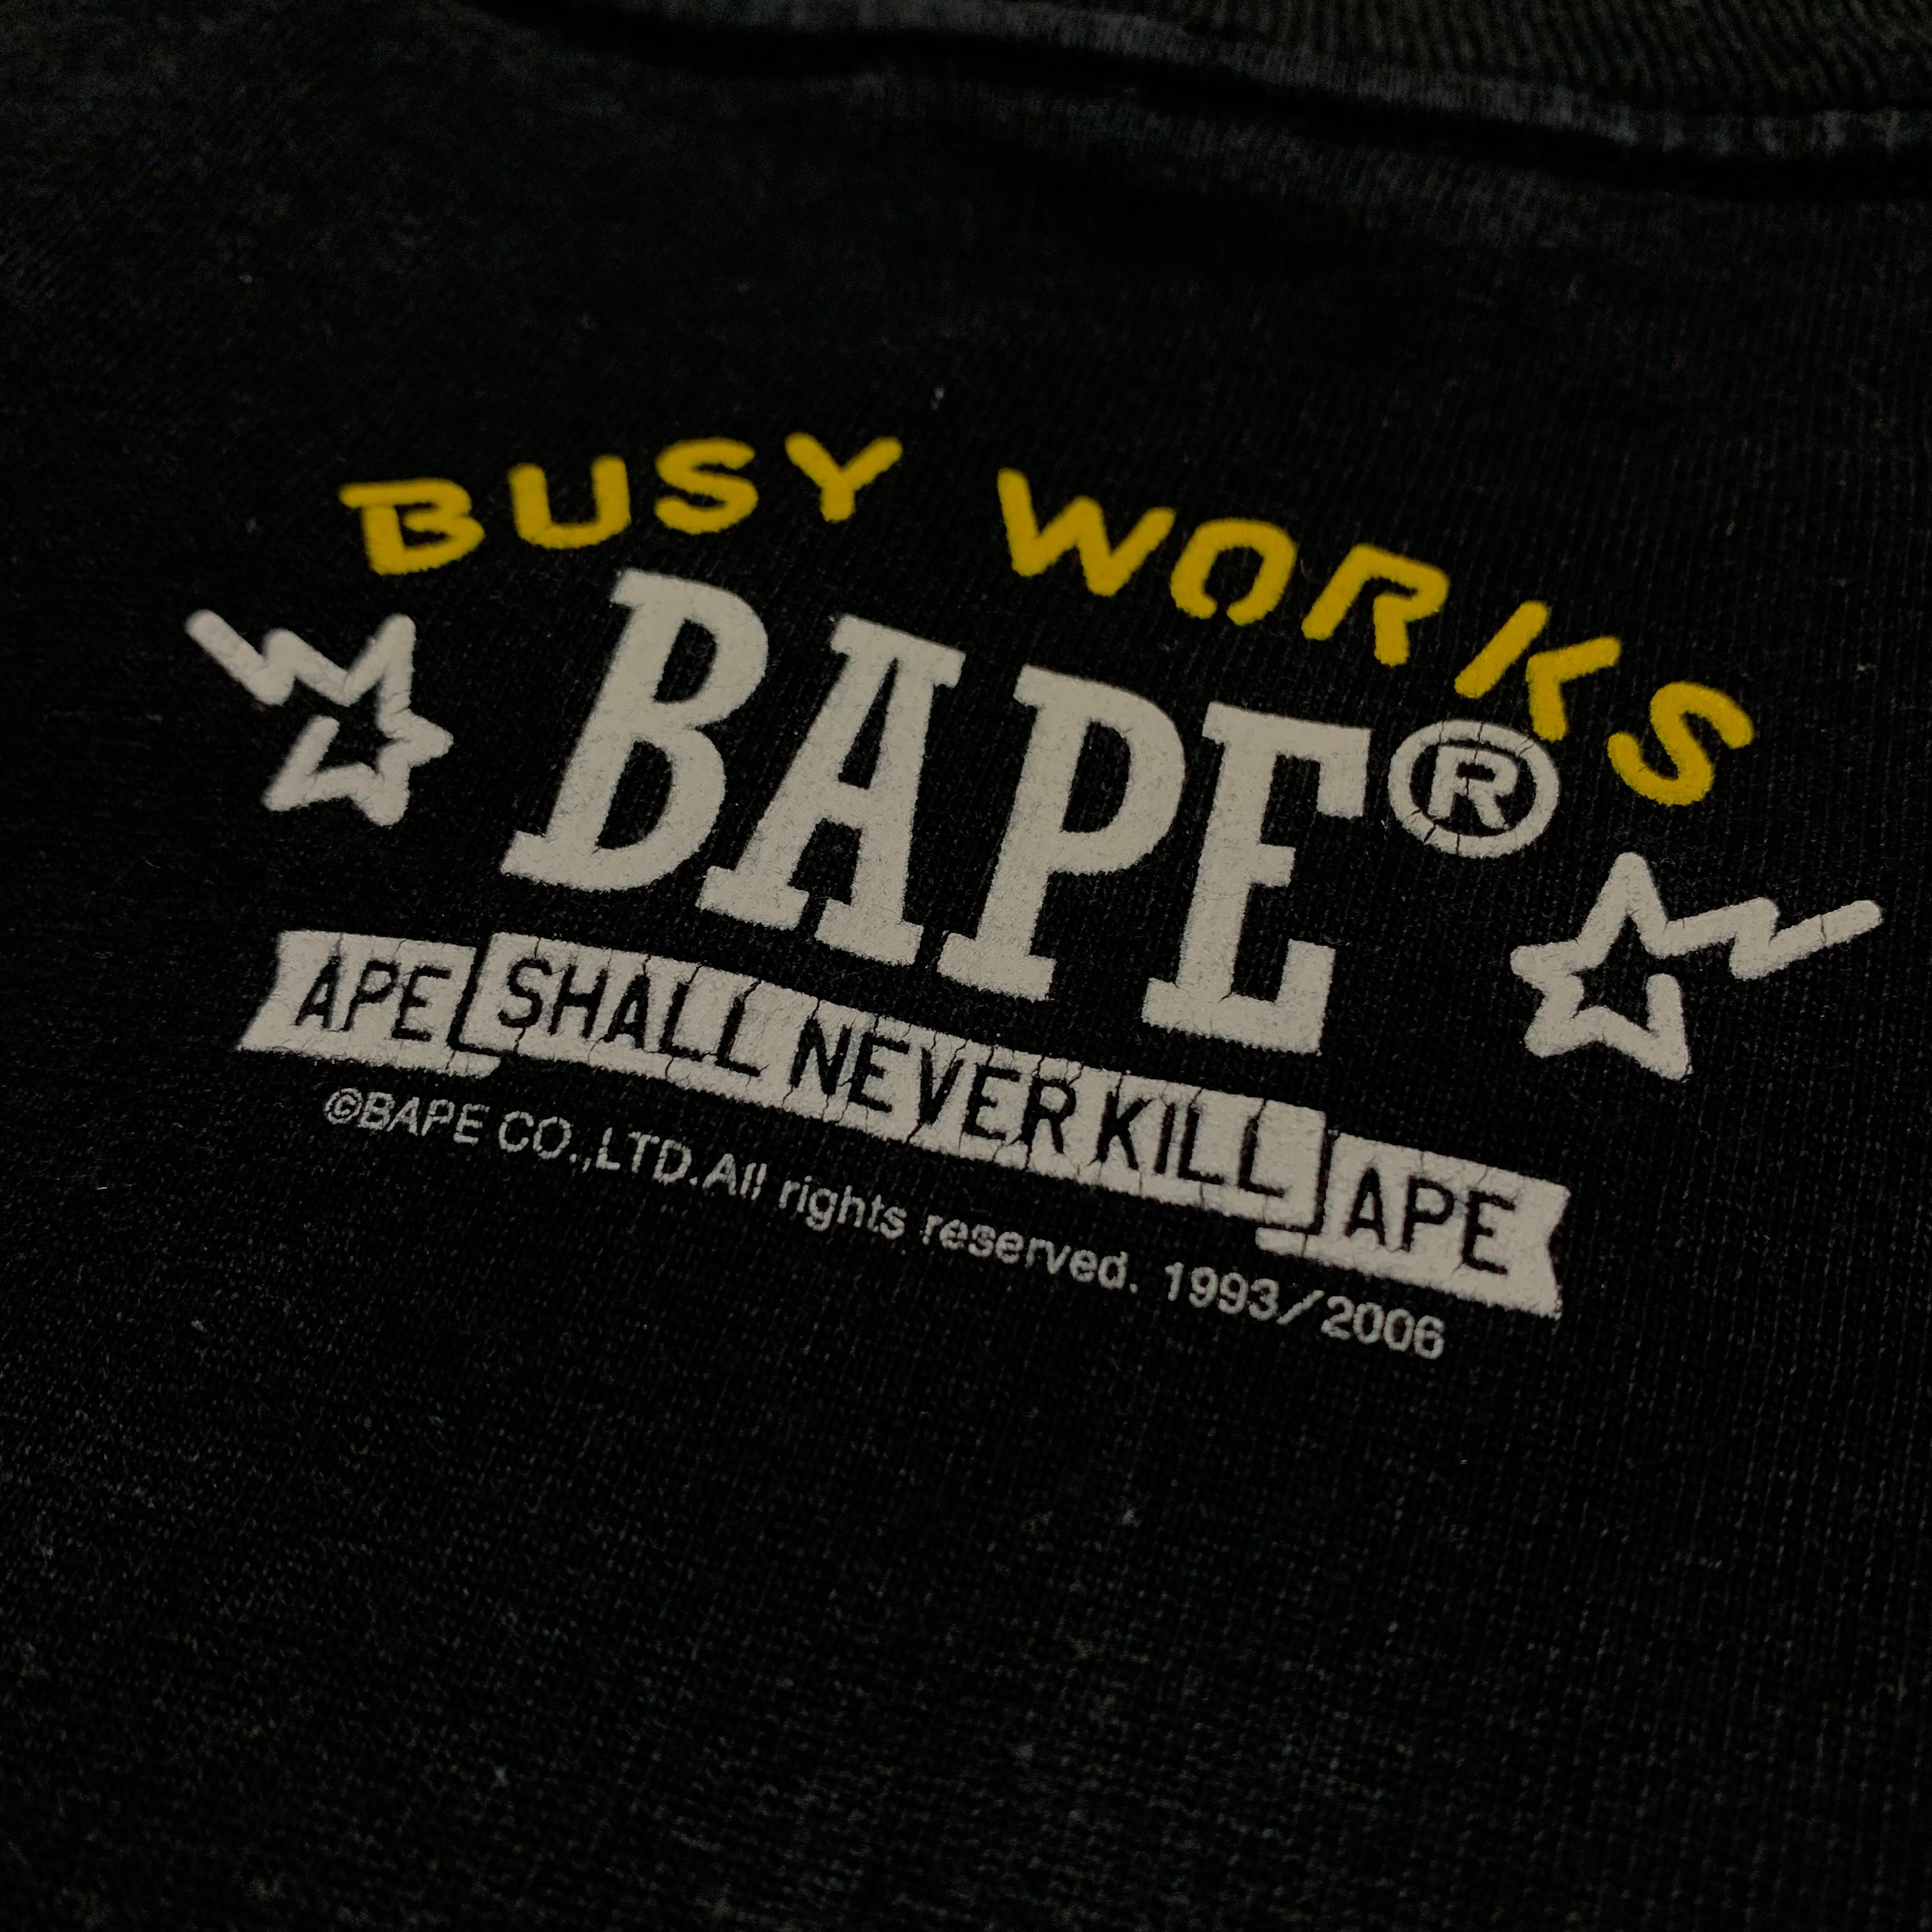 BUSY WORKS
BAPE®
APE SHALL NEVER KILL APE
©BAPE CO.,LTD.All rights reserved. 1993/2006